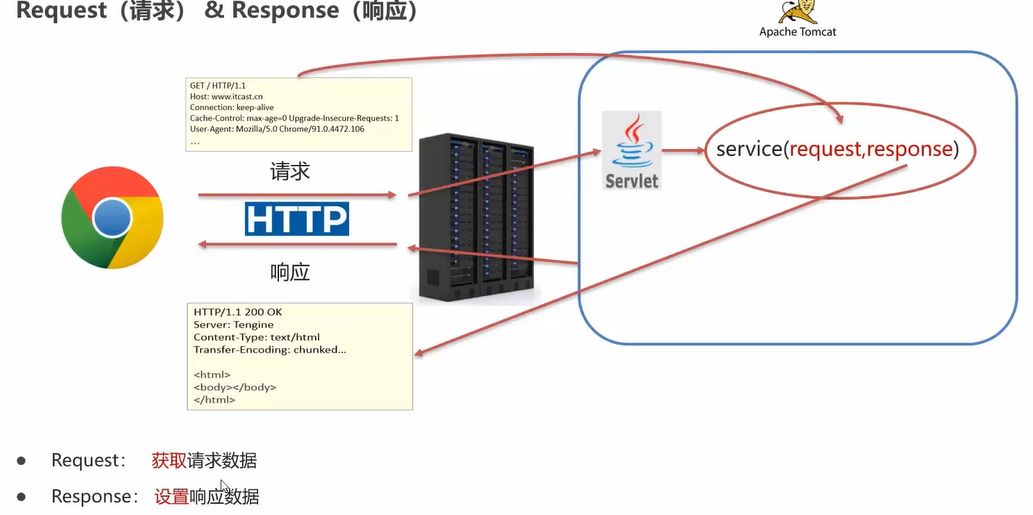 Request（请求） & Response（响应）
Apache Tomcat
GET / HTTP/1.1
Host: www.itcast.cn
Connection: keep-alive
Cache-Control: max-age=0 Upgrade-Insecure-Requests: 1
User-Agent: Mozilla/5.0 Chrome/91.0.4472.106
…
请求
HTTP
响应
Servlet
service(request,response)
HTTP/1.1 200 OK
Server: Tengine
Content-Type: text/html
Transfer-Encoding: chunked…
<html>
<body></body>
</html>
● Request： 获取请求数据
● Response：设置响应数据